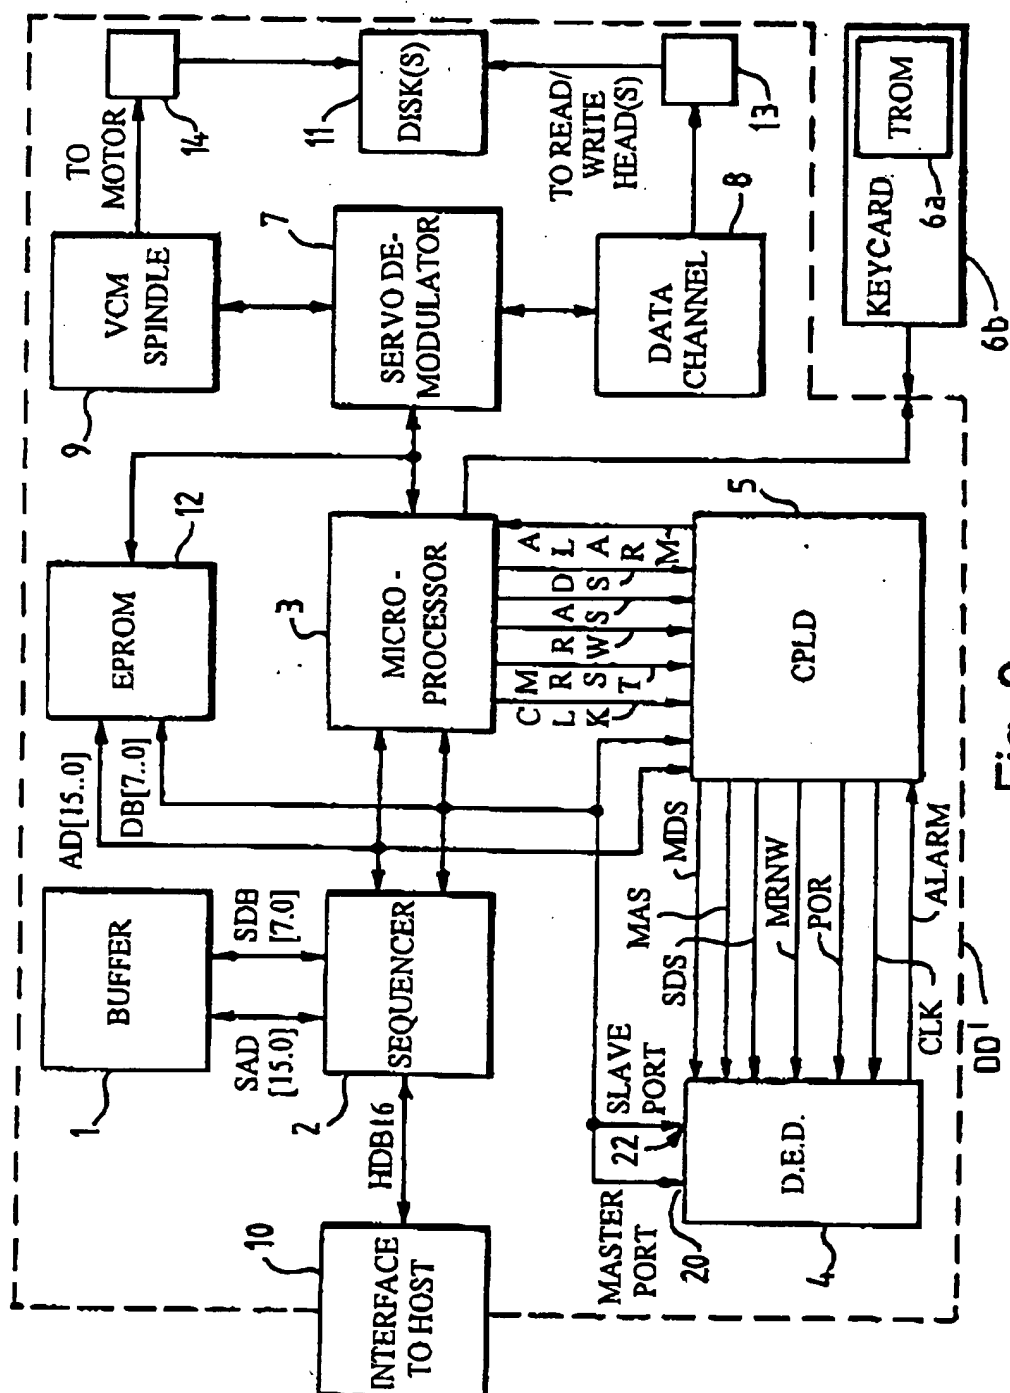 TO
MOTOR
14
11
DISK(S)
TO READ/
WRITE
HEAD(S)
13
TROM
6a
KEYCARD
6b
VCM
SPINDLE
9
7
SERVO DE-
MODULATOR
8
DATA
CHANNEL
12
EPROM
3
MICRO -
PROCESSOR
CLK
MRST
RW
AS
DSR
ALARM
5
CPLD
AD[15..0]
DB[7..0]
BUFFER
1
SDB
[7.0]
SAD
[15.0}
SEQUENCER
2
HDB16
10
INTERFACE
TO HOST
MDS
MAS
SDS
MRNW
POR
CLK
ALARM
SLAVE
PORT
22
MASTER
PORT
20
D.E.D.
4
DD'